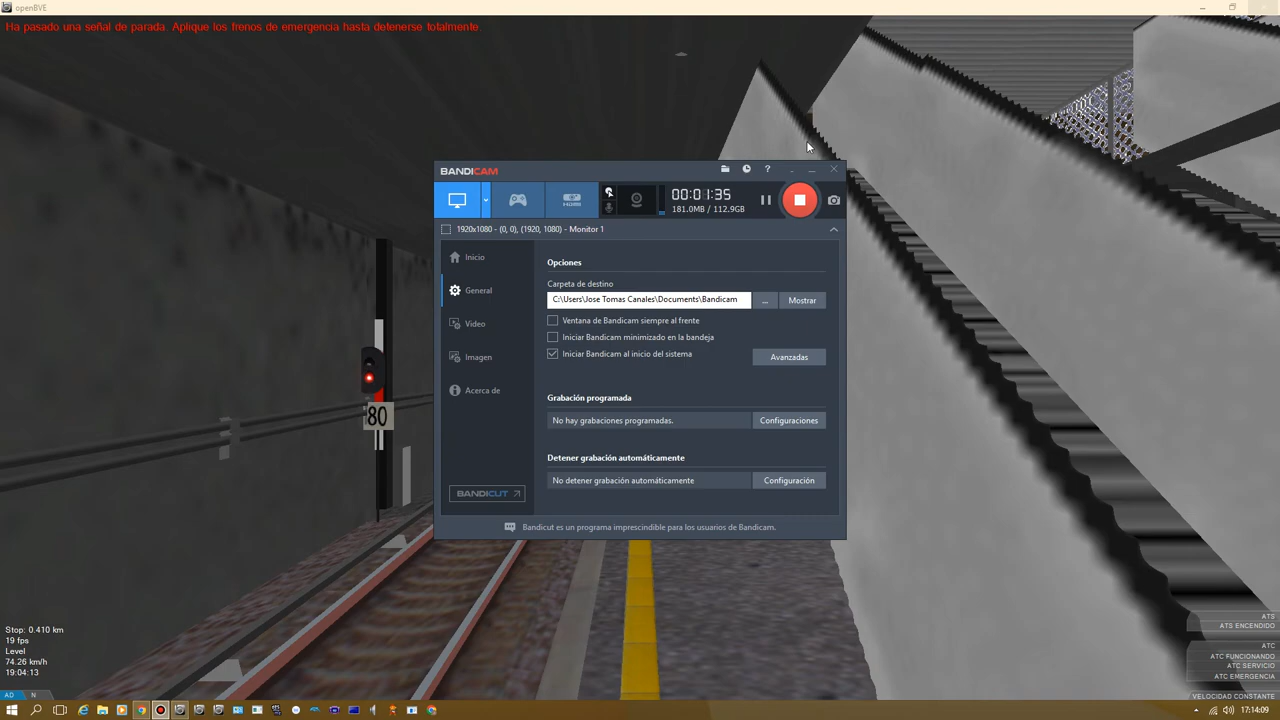 openBVE
Ha pasado una señal de parada. Aplique los frenos de emergencia hasta detenerse totalmente.
BANDICAM
?
HDMI
00:01:35
181.0MB / 112.9GB
1920x1080 - (0, 0), (1920, 1080) - Monitor 1
Inicio
General
Video
Imagen
Acerca de
BANDICUT
Opciones
Carpeta de destino
C:\Users\Jose Tomas Canales\Documents\Bandicam
...
Mostrar
Ventana de Bandicam siempre al frente
Iniciar Bandicam minimizado en la bandeja
Iniciar Bandicam al inicio del sistema
Avanzadas
Grabación programada
No hay grabaciones programadas.
Configuraciones
Detener grabación automáticamente
No detener grabación automáticamente
Configuración
Bandicut es un programa imprescindible para los usuarios de Bandicam.
80
Stop: 0.410 km
19 fps
Level
74.26 km/h
19:04:13
AD
N
ATS
ATS ENCENDIDO
ATC
ATC FUNCIONANDO
ATC SERVICIO
ATC EMERGENCIA
VELOCIDAD CONSTANTE
17:14:09